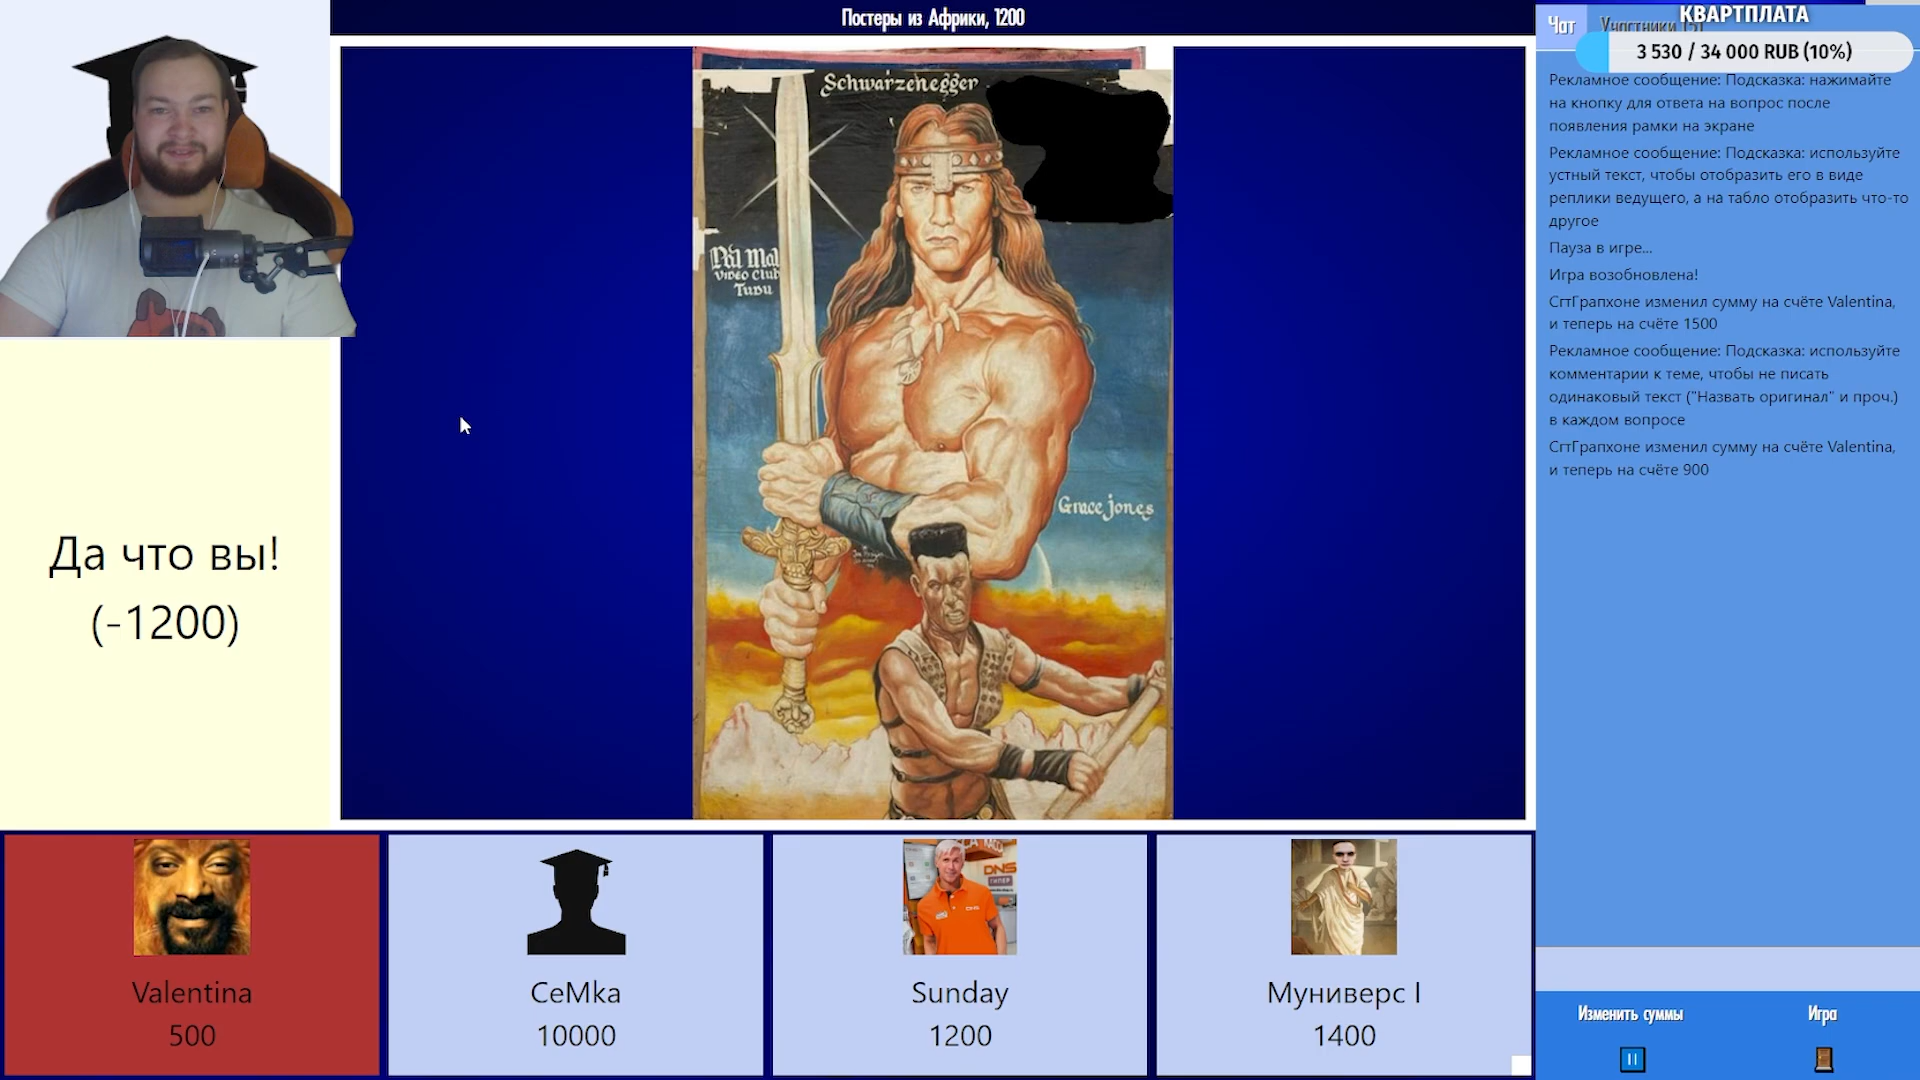 Постеры из Африки, 1200
КВАРТПЛАТА
Чат
Участники
3 530 / 34 000 RUB (10%)
Рекламное сообщение: Подсказка: нажимайте
на кнопку для ответа на вопрос после
появления рамки на экране
Рекламное сообщение: Подсказка: используйте
устный текст, чтобы отобразить его в виде
реплики ведущего, а на табло отобразить что-то
другое
Пауза в игре...
Игра возобновлена!
СгтГрапхоне изменил сумму на счёте Valentina,
и теперь на счёте 1500
Рекламное сообщение: Подсказка: используйте
комментарии к теме, чтобы не писать
одинаковый текст ("Назвать оригинал" и проч.)
в каждом вопросе
СгтГрапхоне изменил сумму на счёте Valentina,
и теперь на счёте 900
Schwarzenegger
Video Club
Grace jones
Да что вы!
(-1200)
DNS
ГИПЕР
Valentina
500
CeMka
10000
Sunday
1200
Муниверс I
1400
Изменить суммы
Игра